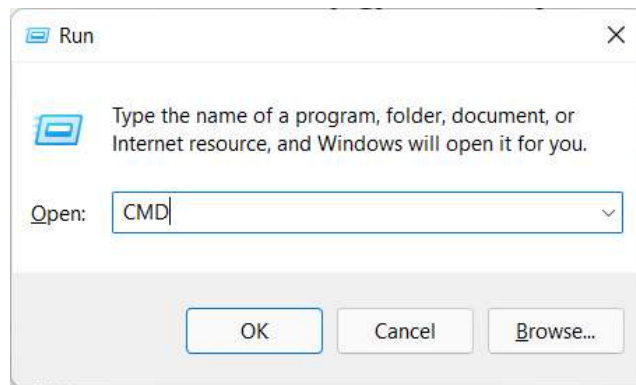 Run
Type the name of a program, folder, document, or
Internet resource, and Windows will open it for you.
Open: CMD
OK Cancel Browse...